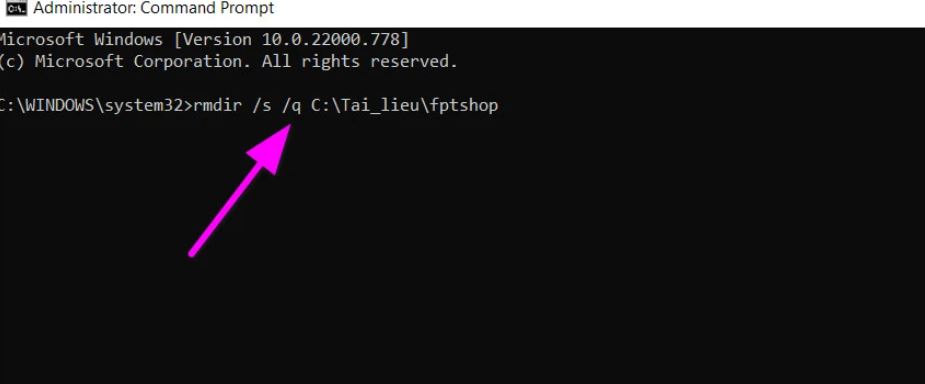 Administrator: Command Prompt
Microsoft Windows [Version 10.0.22000.778]
(c) Microsoft Corporation. All rights reserved.
C:\WINDOWS\system32>rmdir /s /q C:\Tai_lieu\fptshop